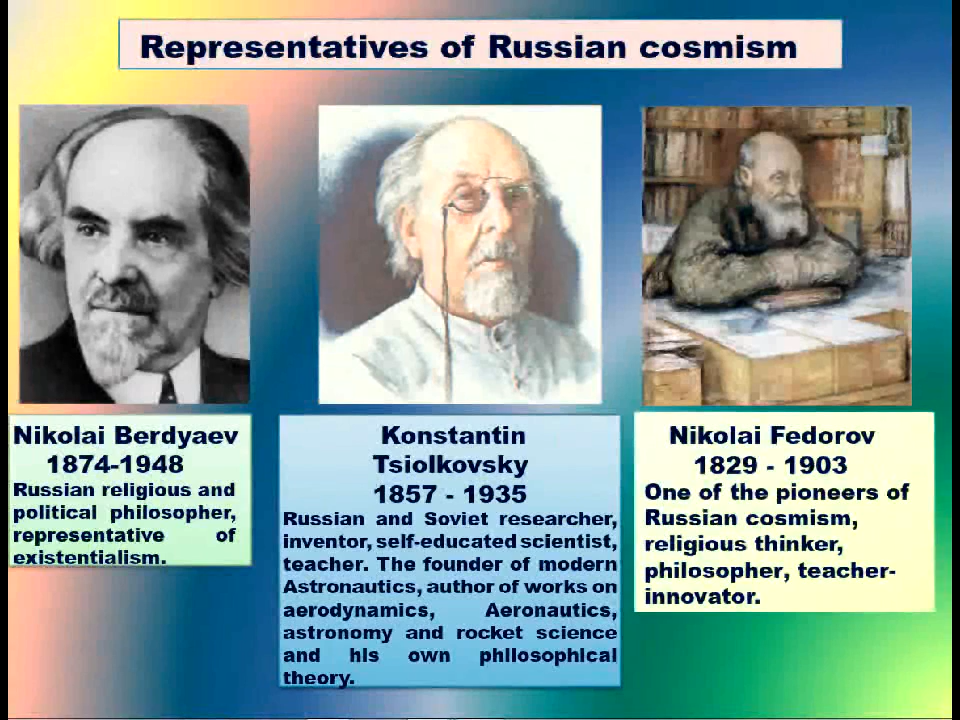 Representatives of Russian cosmism
Nikolai Berdyaev
1874-1948
Russian religious and
political philosopher,
representative of
existentialism.
Konstantin
Tsiolkovsky
1857 - 1935
Russian and Soviet researcher,
inventor, self-educated scientist,
teacher. The founder of modern
Astronautics, author of works on
aerodynamics, Aeronautics,
astronomy and rocket science
and his own philosophical
theory.
Nikolai Fedorov
1829 - 1903
One of the pioneers of
Russian cosmism,
religious thinker,
philosopher, teacher-
innovator.